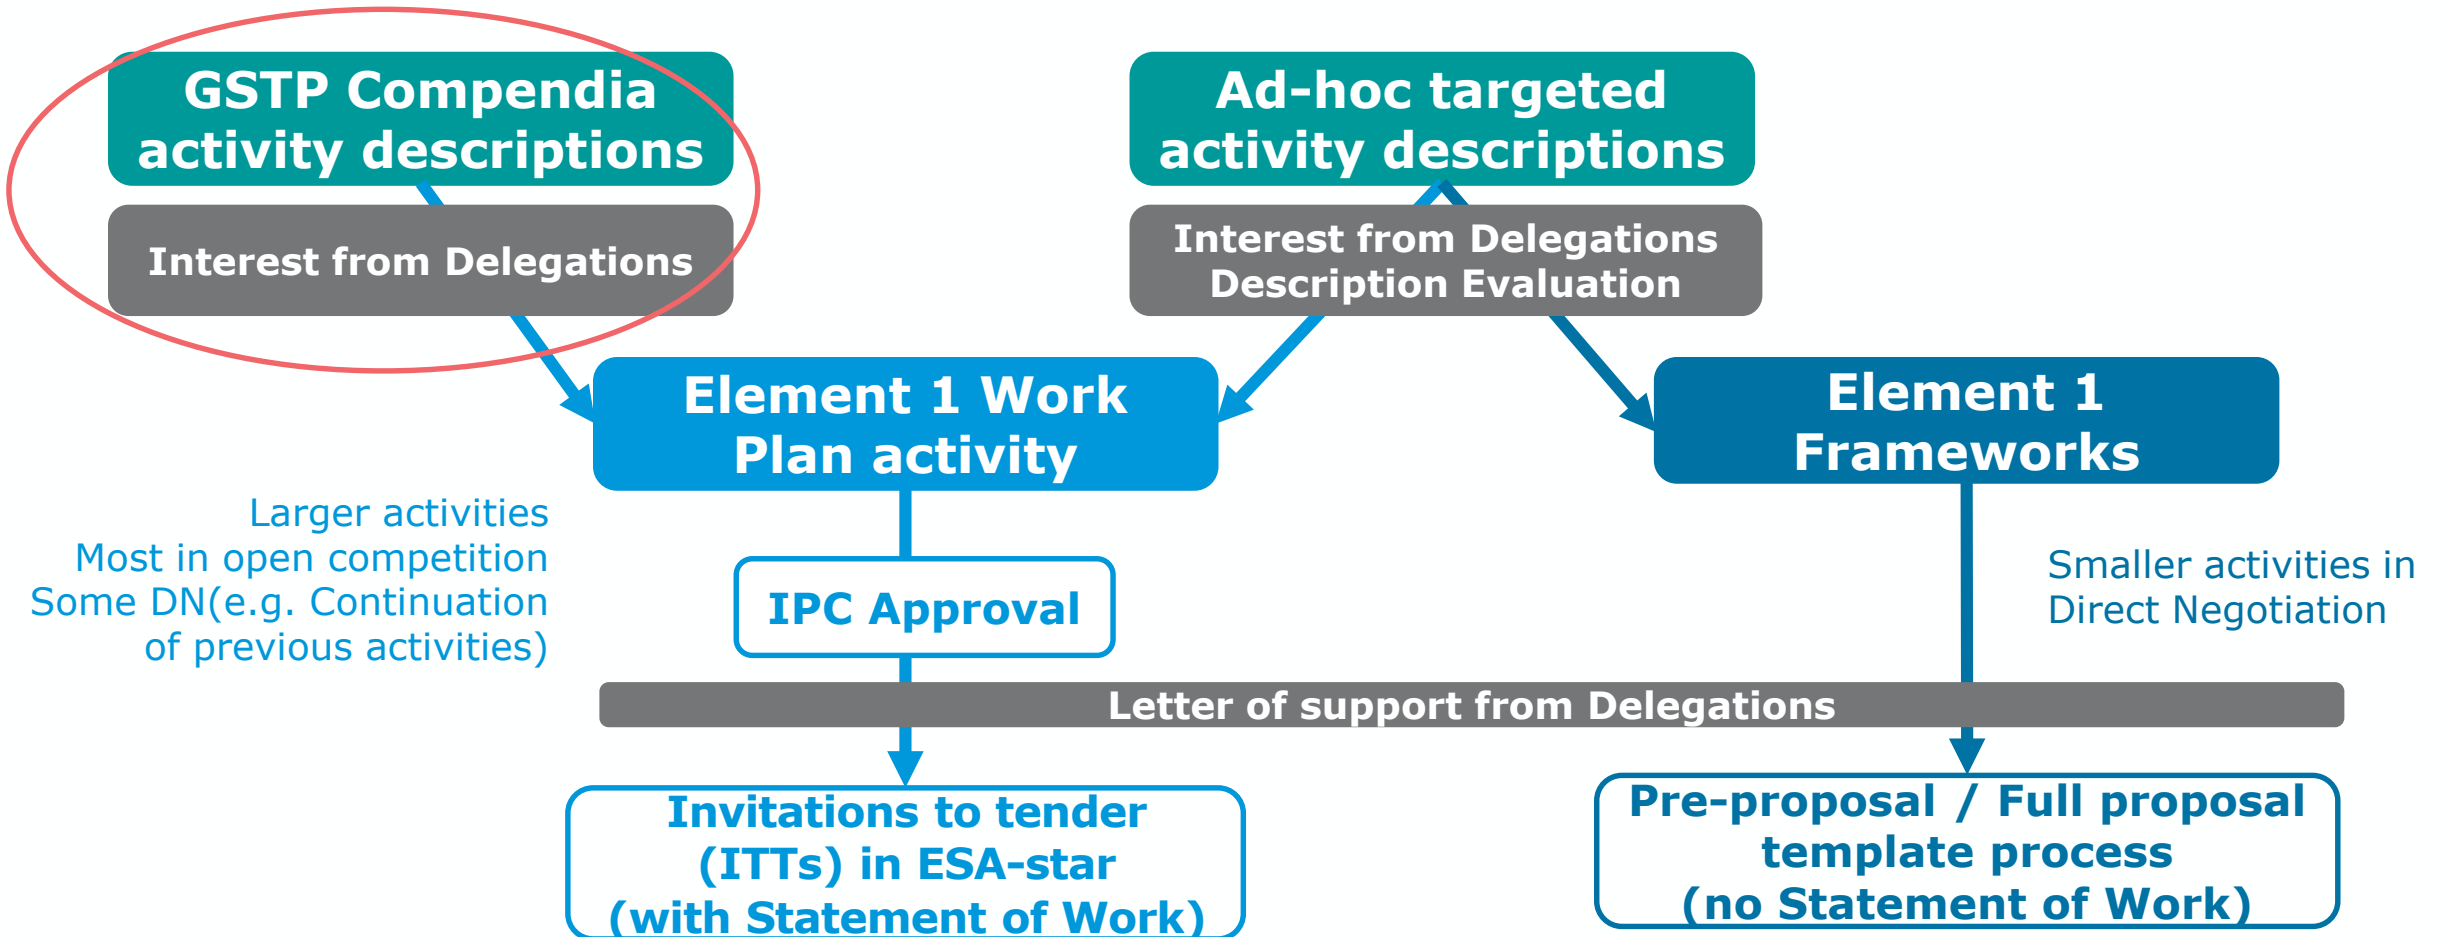 GSTP Compendia
activity descriptions
Ad-hoc targeted
activity descriptions
Interest from Delegations
Interest from Delegations
Description Evaluation
Element 1 Work
Plan activity
Element 1
Frameworks
Larger activities
Most in open competition
Some DN(e.g. Continuation
of previous activities)
IPC Approval
Smaller activities in
Direct Negotiation
Letter of support from Delegations
Invitations to tender
(ITTs) in ESA-star
(with Statement of Work)
Pre-proposal / Full proposal
template process
(no Statement of Work)